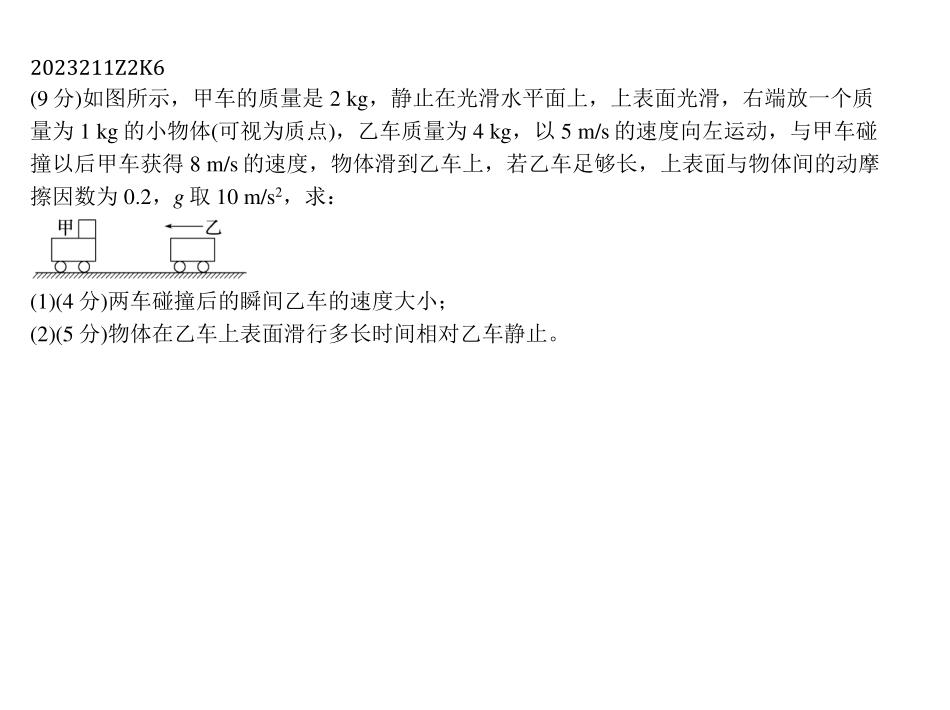 2023211Z2K6
(9 分)如图所示，甲车的质量是 2 kg，静止在光滑水平面上，上表面光滑，右端放一个质
量为 1 kg 的小物体(可视为质点)，乙车质量为 4 kg，以 5 m/s 的速度向左运动，与甲车碰
撞以后甲车获得 8 m/s 的速度，物体滑到乙车上，若乙车足够长，上表面与物体间的动摩
擦因数为 0.2，g 取 10 m/s²，求：
甲 乙
(1)(4 分)两车碰撞后的瞬间乙车的速度大小；
(2)(5 分)物体在乙车上表面滑行多长时间相对乙车静止。